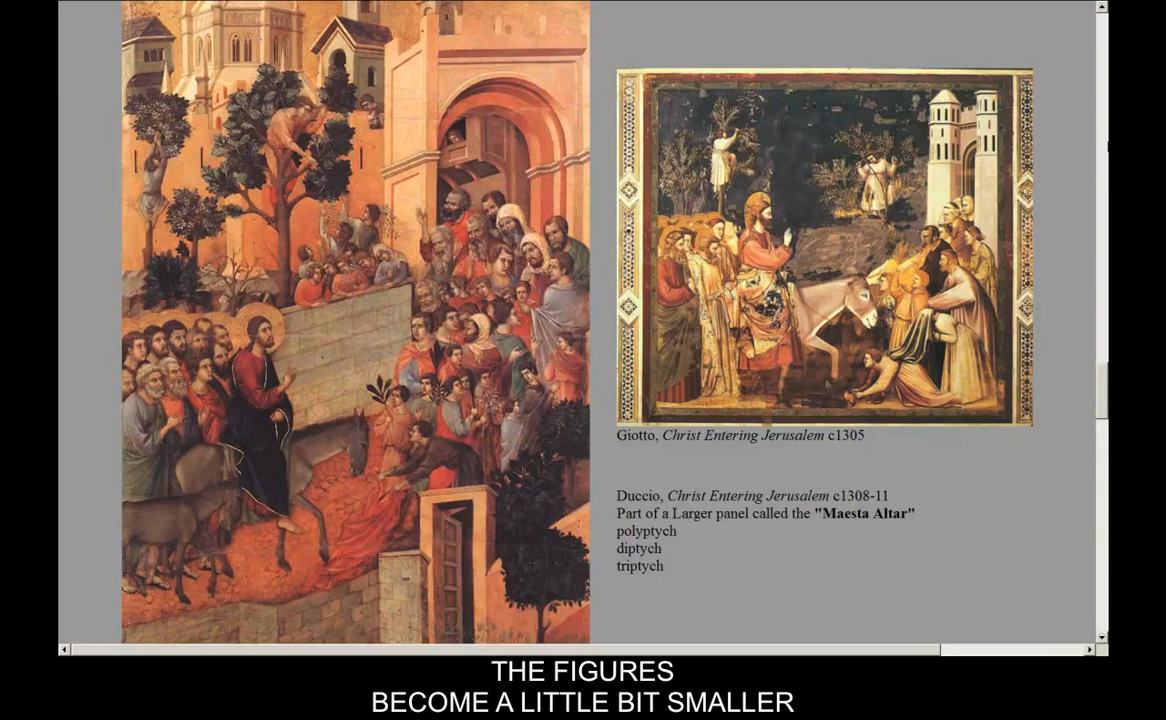 Giotto, Christ Entering Jerusalem c1305
Duccio, Christ Entering Jerusalem c1308-11
Part of a Larger panel called the "Maesta Altar"
polyptych
diptych
triptych
THE FIGURES
BECOME A LITTLE BIT SMALLER